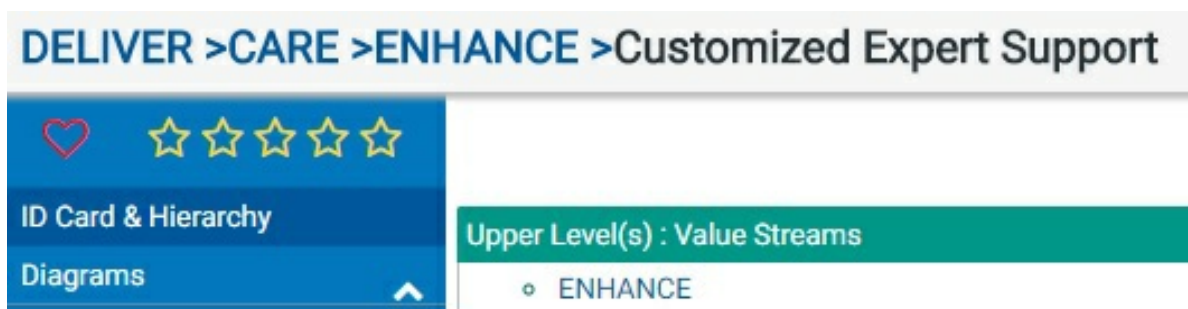 DELIVER >CARE >ENHANCE >Customized Expert Support
ID Card & Hierarchy
Upper Level(s) : Value Streams
Diagrams
ENHANCE